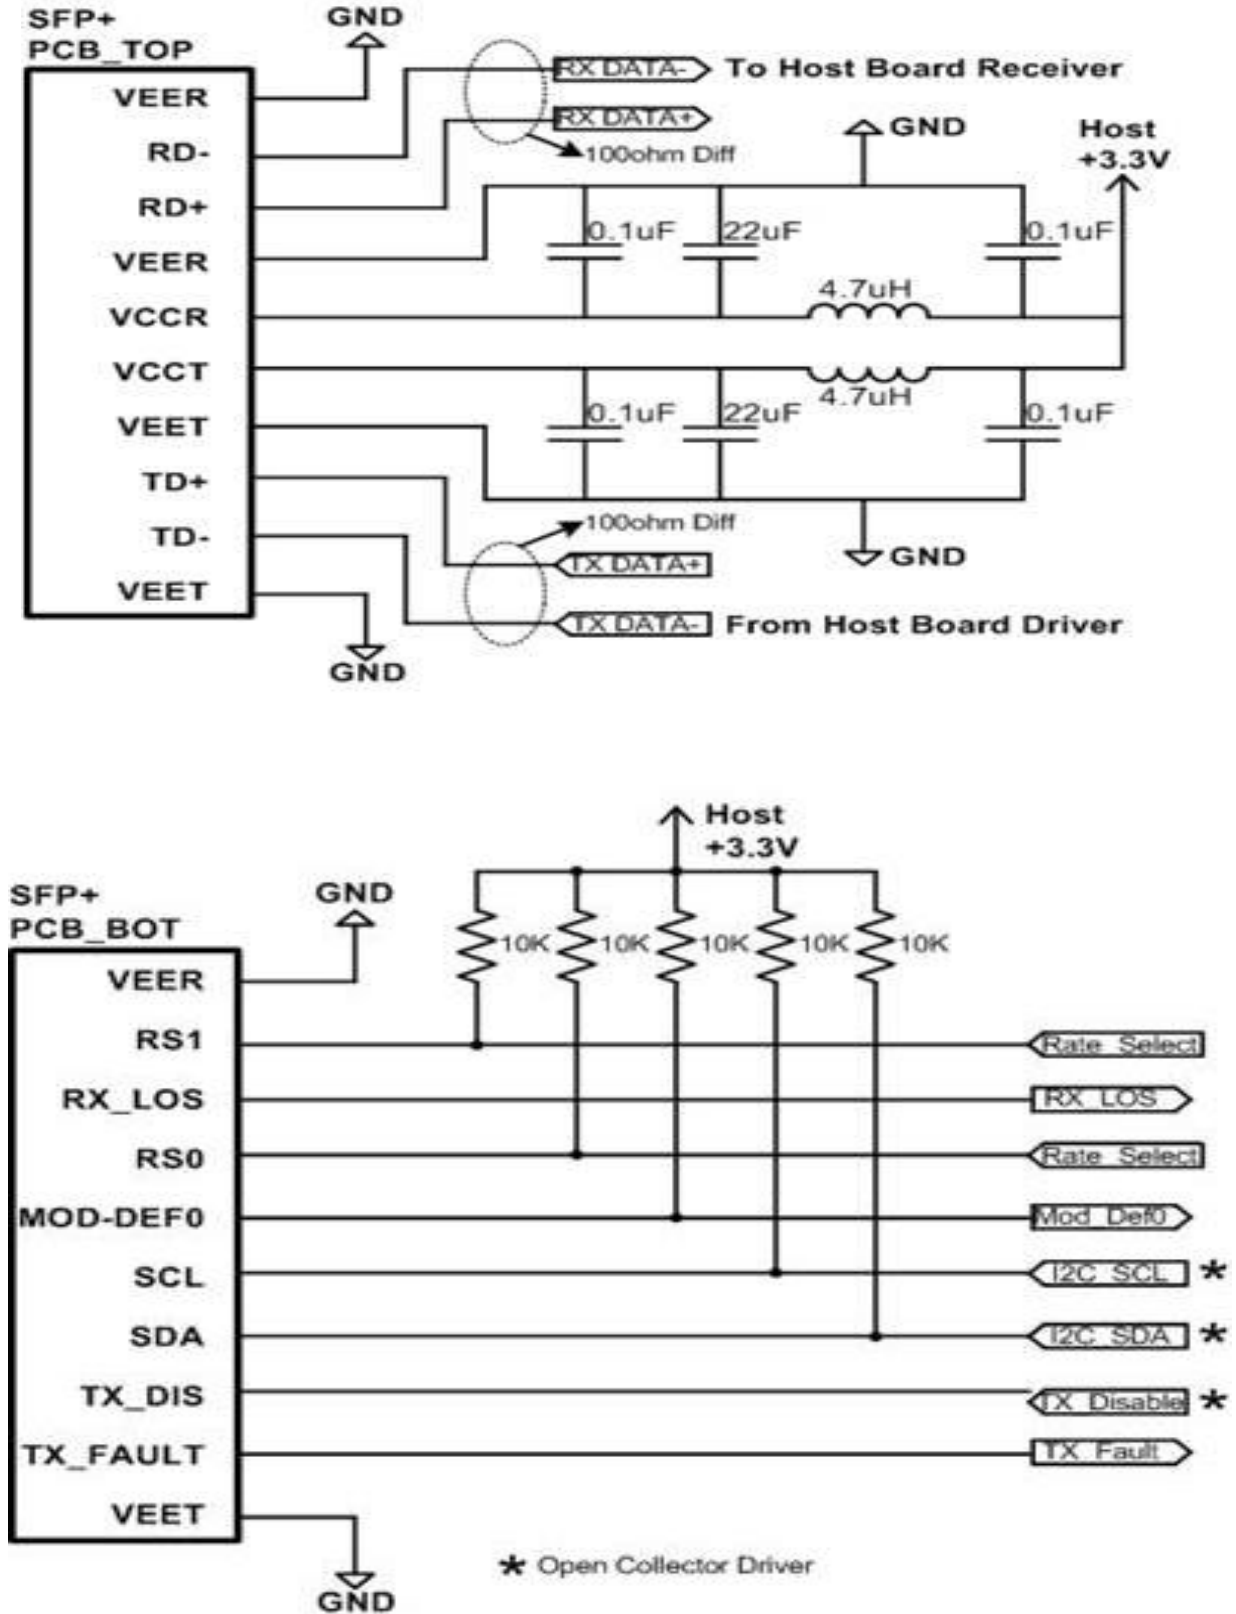 SFP+
PCB_TOP
GND
VEER
RD-
RD+
VEER
VCCR
VCCT
VEET
TD+
TD-
VEET
GND
RX DATA- To Host Board Receiver
RX DATA+
100ohm Diff
GND
Host
+3.3V
0.1uF
22uF
0.1uF
4.7uH
4.7uH
0.1uF
22uF
0.1uF
100ohm Diff
GND
TX DATA+
TX DATA- From Host Board Driver
Host
+3.3V
SFP+
PCB_BOT
GND
10K
10K
10K
10K
10K
VEER
RS1
RX_LOS
RS0
MOD-DEF0
SCL
SDA
TX_DIS
TX_FAULT
VEET
GND
Rate Select
RX LOS
Rate Select
Mod Def0
I2C SCL *
I2C SDA *
TX Disable *
TX Fault
* Open Collector Driver